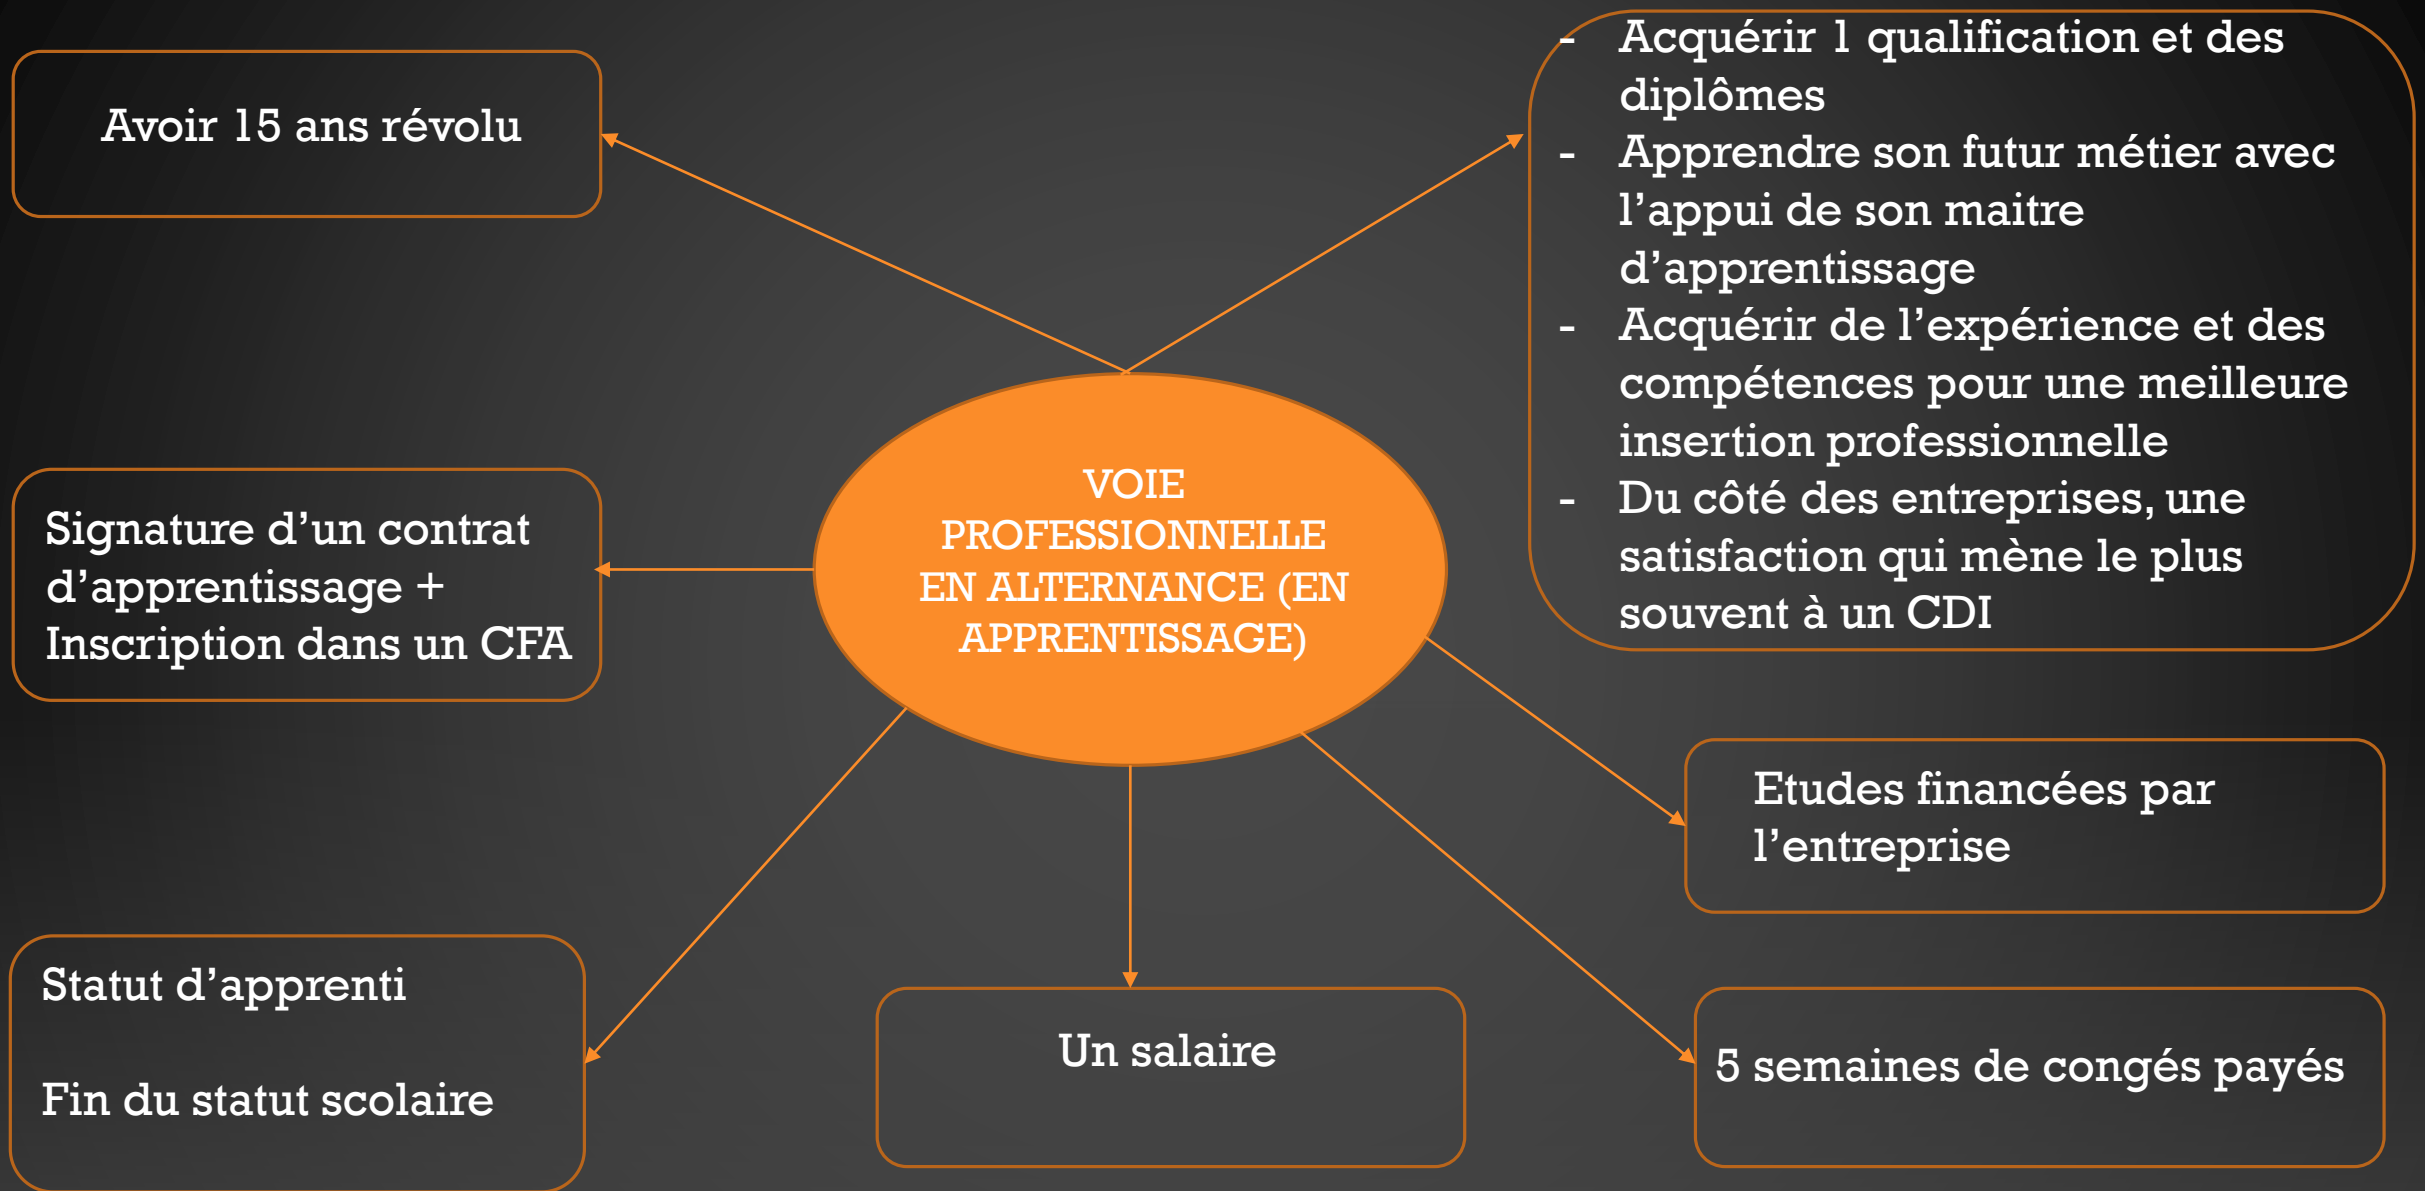 Avoir 15 ans révolu
- Acquérir 1 qualification et des
diplômes
- Apprendre son futur métier avec
l’appui de son maitre
d’apprentissage
- Acquérir de l’expérience et des
compétences pour une meilleure
insertion professionnelle
- Du côté des entreprises, une
satisfaction qui mène le plus
souvent à un CDI
VOIE
PROFESSIONNELLE
EN ALTERNANCE (EN
APPRENTISSAGE)
Signature d’un contrat
d’apprentissage +
Inscription dans un CFA
Etudes financées par
l’entreprise
Statut d’apprenti
Fin du statut scolaire
Un salaire
5 semaines de congés payés